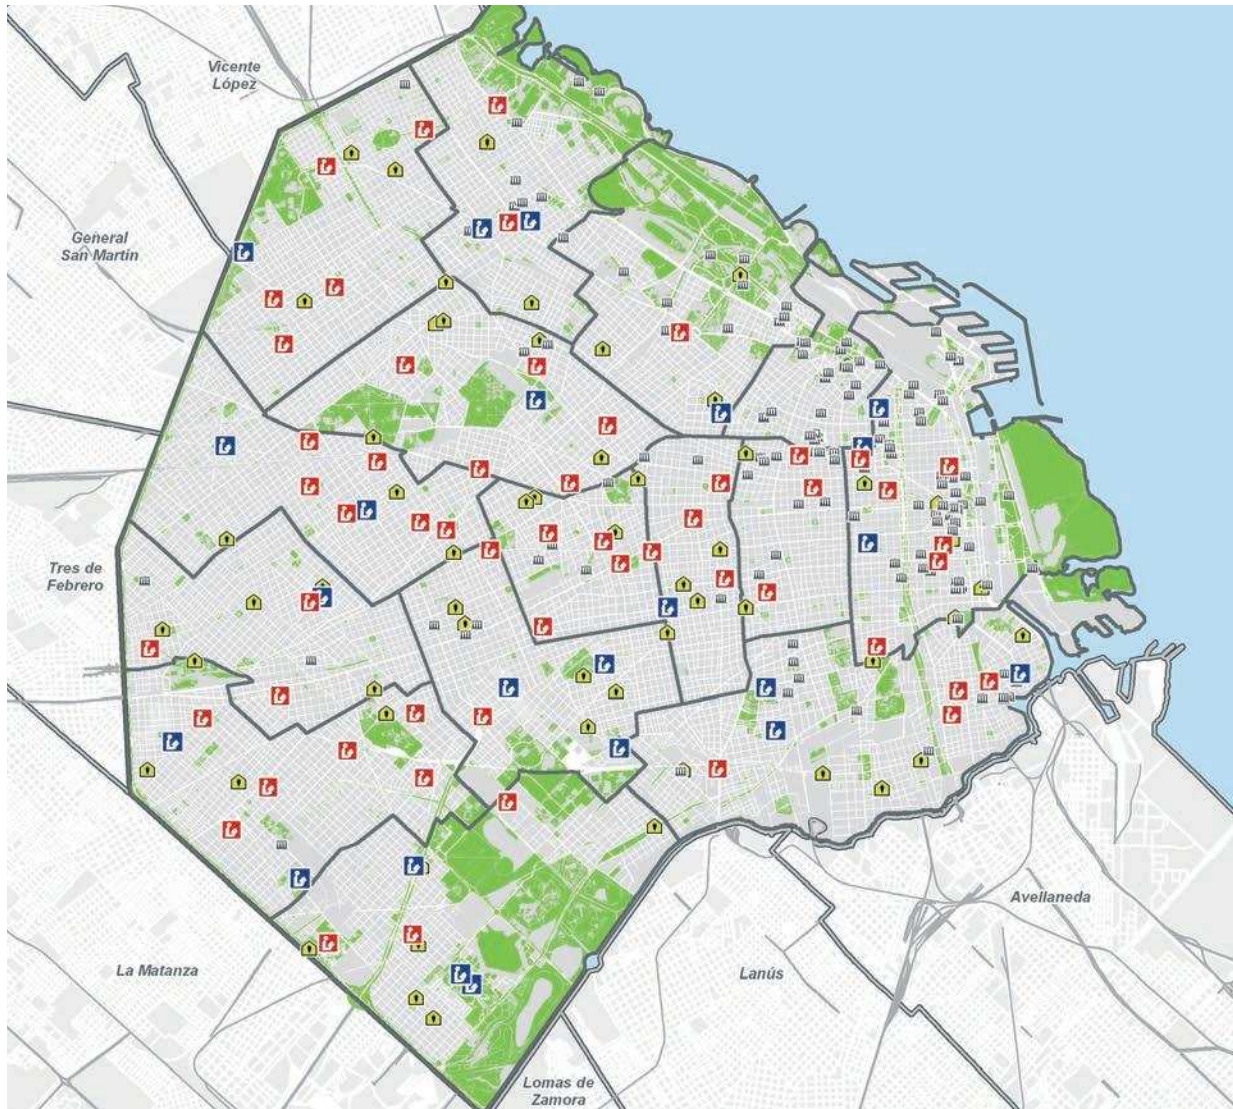 Vicente
López
General
San Martín
Tres de
Febrero
La Matanza
Avellaneda
Lanús
Lomas de
Zamora